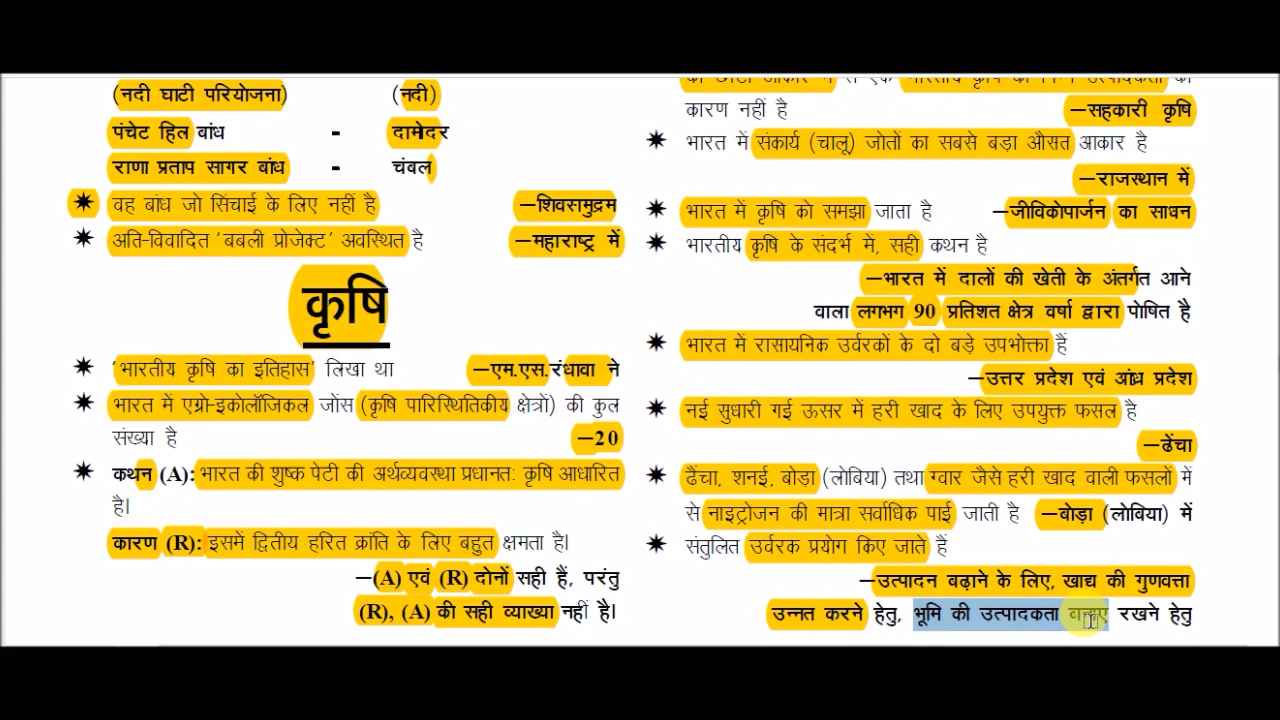 (नदी घाटी परियोजना) (नदी)
पंचेट हिल बांध - दामोदर
राणा प्रताप सागर बांध - चंबल
✷ वह बांध जो सिंचाई के लिए नहीं है –शिवसमुद्रम
✷ अति-विवादित 'बबली प्रोजेक्ट' अवस्थित है –महाराष्ट्र में
कृषि
✷ 'भारतीय कृषि का इतिहास' लिखा था –एम.एस.रंधावा ने
✷ भारत में एग्रो-इकोलॉजिकल जोंस (कृषि पारिस्थितिकीय क्षेत्रों) की कुल
संख्या है –20
✷ कथन (A): भारत की शुष्क पेटी की अर्थव्यवस्था प्रधानतः कृषि आधारित
है।
कारण (R): इसमें द्वितीय हरित क्रांति के लिए बहुत क्षमता है।
–(A) एवं (R) दोनों सही हैं, परंतु
(R), (A) की सही व्याख्या नहीं है।
कारण नहीं है –सहकारी कृषि
✷ भारत में संकार्य (चालू) जोतों का सबसे बड़ा औसत आकार है
–राजस्थान में
✷ भारत में कृषि को समझा जाता है –जीविकोपार्जन का साधन
✷ भारतीय कृषि के संदर्भ में, सही कथन है
–भारत में दालों की खेती के अंतर्गत आने
वाला लगभग 90 प्रतिशत क्षेत्र वर्षा द्वारा पोषित है
✷ भारत में रासायनिक उर्वरकों के दो बड़े उपभोक्ता हैं
–उत्तर प्रदेश एवं आंध्र प्रदेश
✷ नई सुधारी गई ऊसर में हरी खाद के लिए उपयुक्त फसल है
–ढेंचा
✷ ढैंचा, शनई, बोड़ा (लोबिया) तथा ग्वार जैसे हरी खाद वाली फसलों में
से नाइट्रोजन की मात्रा सर्वाधिक पाई जाती है –बोड़ा (लोबिया) में
✷ संतुलित उर्वरक प्रयोग किए जाते हैं
–उत्पादन बढ़ाने के लिए, खाद्य की गुणवत्ता
उन्नत करने हेतु, भूमि की उत्पादकता बनाए रखने हेतु